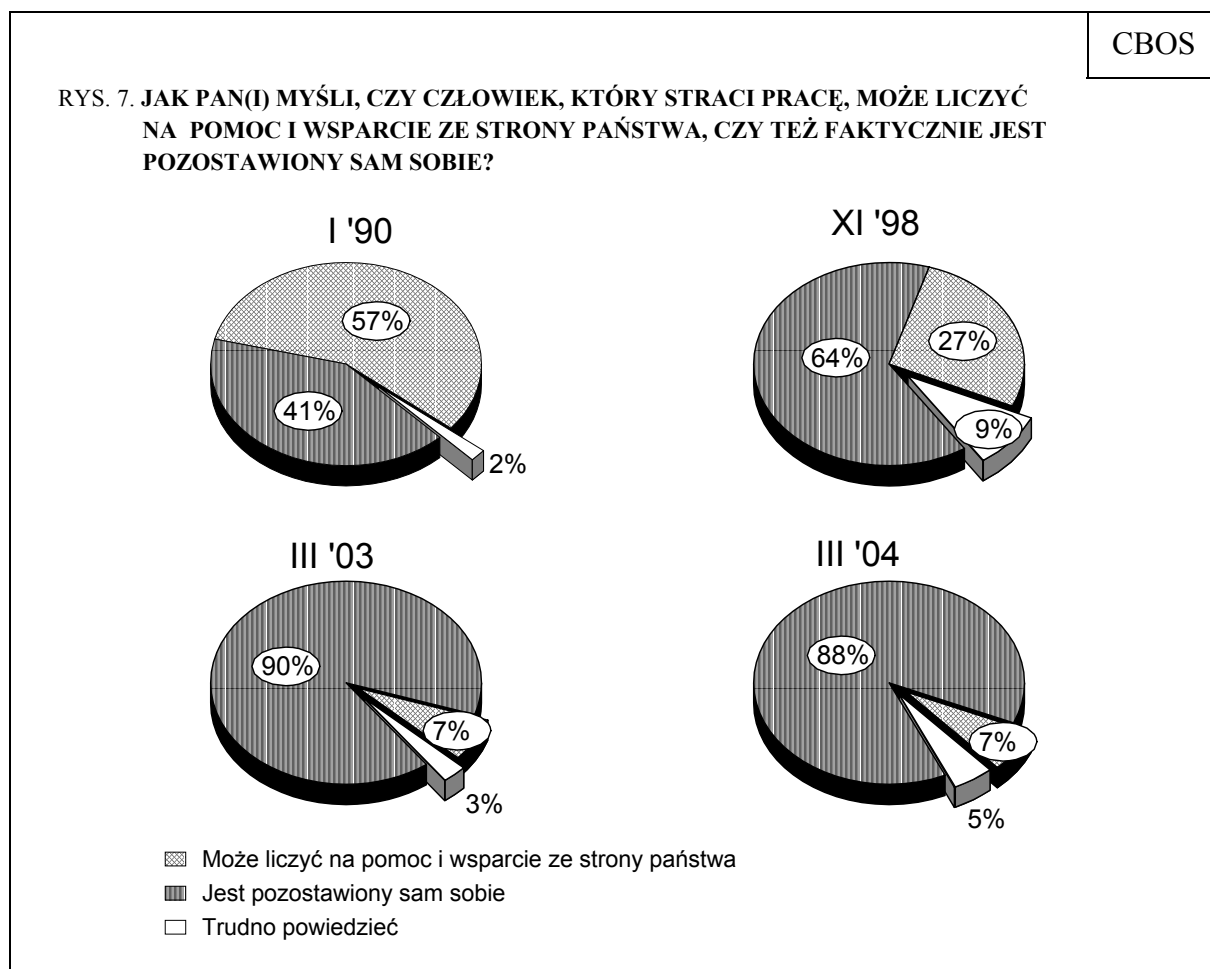 CBOS
RYS. 7. JAK PAN(I) MYŚLI, CZY CZŁOWIEK, KTÓRY STRACI PRACĘ, MOŻE LICZYĆ
NA POMOC I WSPARCIE ZE STRONY PAŃSTWA, CZY TEŻ FAKTYCZNIE JEST
POZOSTAWIONY SAM SOBIE?
I '90
57%
41%
2%
XI '98
64%
27%
9%
III '03
90%
7%
3%
III '04
88%
7%
5%
Może liczyć na pomoc i wsparcie ze strony państwa
Jest pozostawiony sam sobie
Trudno powiedzieć